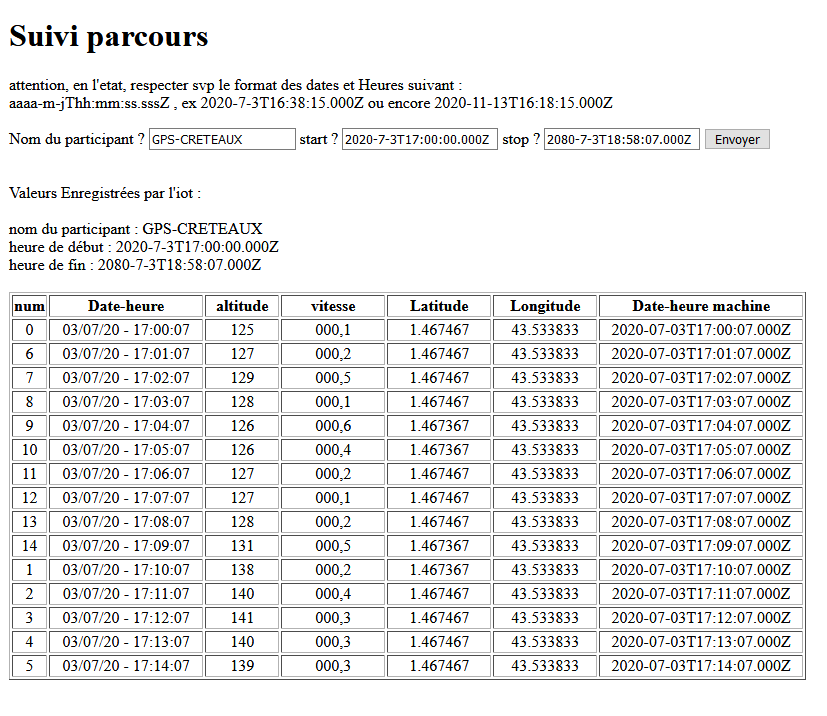 Suivi parcours
attention, en l'etat, respecter svp le format des dates et Heures suivant :
aaaa-m-jThh:mm:ss.sssZ , ex 2020-7-3T16:38:15.000Z ou encore 2020-11-13T16:18:15.000Z
Nom du participant ? GPS-CRETEAUX start ? 2020-7-3T17:00:00.000Z stop ? 2080-7-3T18:58:07.000Z Envoyer
Valeurs Enregistrées par l'iot :
nom du participant : GPS-CRETEAUX
heure de début : 2020-7-3T17:00:00.000Z
heure de fin : 2080-7-3T18:58:07.000Z
num Date-heure altitude vitesse Latitude Longitude Date-heure machine
0 03/07/20 - 17:00:07 125 000,1 1.467467 43.533833 2020-07-03T17:00:07.000Z
6 03/07/20 - 17:01:07 127 000,2 1.467467 43.533833 2020-07-03T17:01:07.000Z
7 03/07/20 - 17:02:07 129 000,5 1.467467 43.533833 2020-07-03T17:02:07.000Z
8 03/07/20 - 17:03:07 128 000,1 1.467467 43.533833 2020-07-03T17:03:07.000Z
9 03/07/20 - 17:04:07 126 000,6 1.467367 43.533833 2020-07-03T17:04:07.000Z
10 03/07/20 - 17:05:07 126 000,4 1.467367 43.533833 2020-07-03T17:05:07.000Z
11 03/07/20 - 17:06:07 127 000,2 1.467467 43.533833 2020-07-03T17:06:07.000Z
12 03/07/20 - 17:07:07 127 000,1 1.467467 43.533833 2020-07-03T17:07:07.000Z
13 03/07/20 - 17:08:07 128 000,2 1.467467 43.533833 2020-07-03T17:08:07.000Z
14 03/07/20 - 17:09:07 131 000,5 1.467367 43.533833 2020-07-03T17:09:07.000Z
1 03/07/20 - 17:10:07 138 000,2 1.467367 43.533833 2020-07-03T17:10:07.000Z
2 03/07/20 - 17:11:07 140 000,4 1.467467 43.533833 2020-07-03T17:11:07.000Z
3 03/07/20 - 17:12:07 141 000,3 1.467467 43.533833 2020-07-03T17:12:07.000Z
4 03/07/20 - 17:13:07 140 000,3 1.467467 43.533833 2020-07-03T17:13:07.000Z
5 03/07/20 - 17:14:07 139 000,3 1.467467 43.533833 2020-07-03T17:14:07.000Z